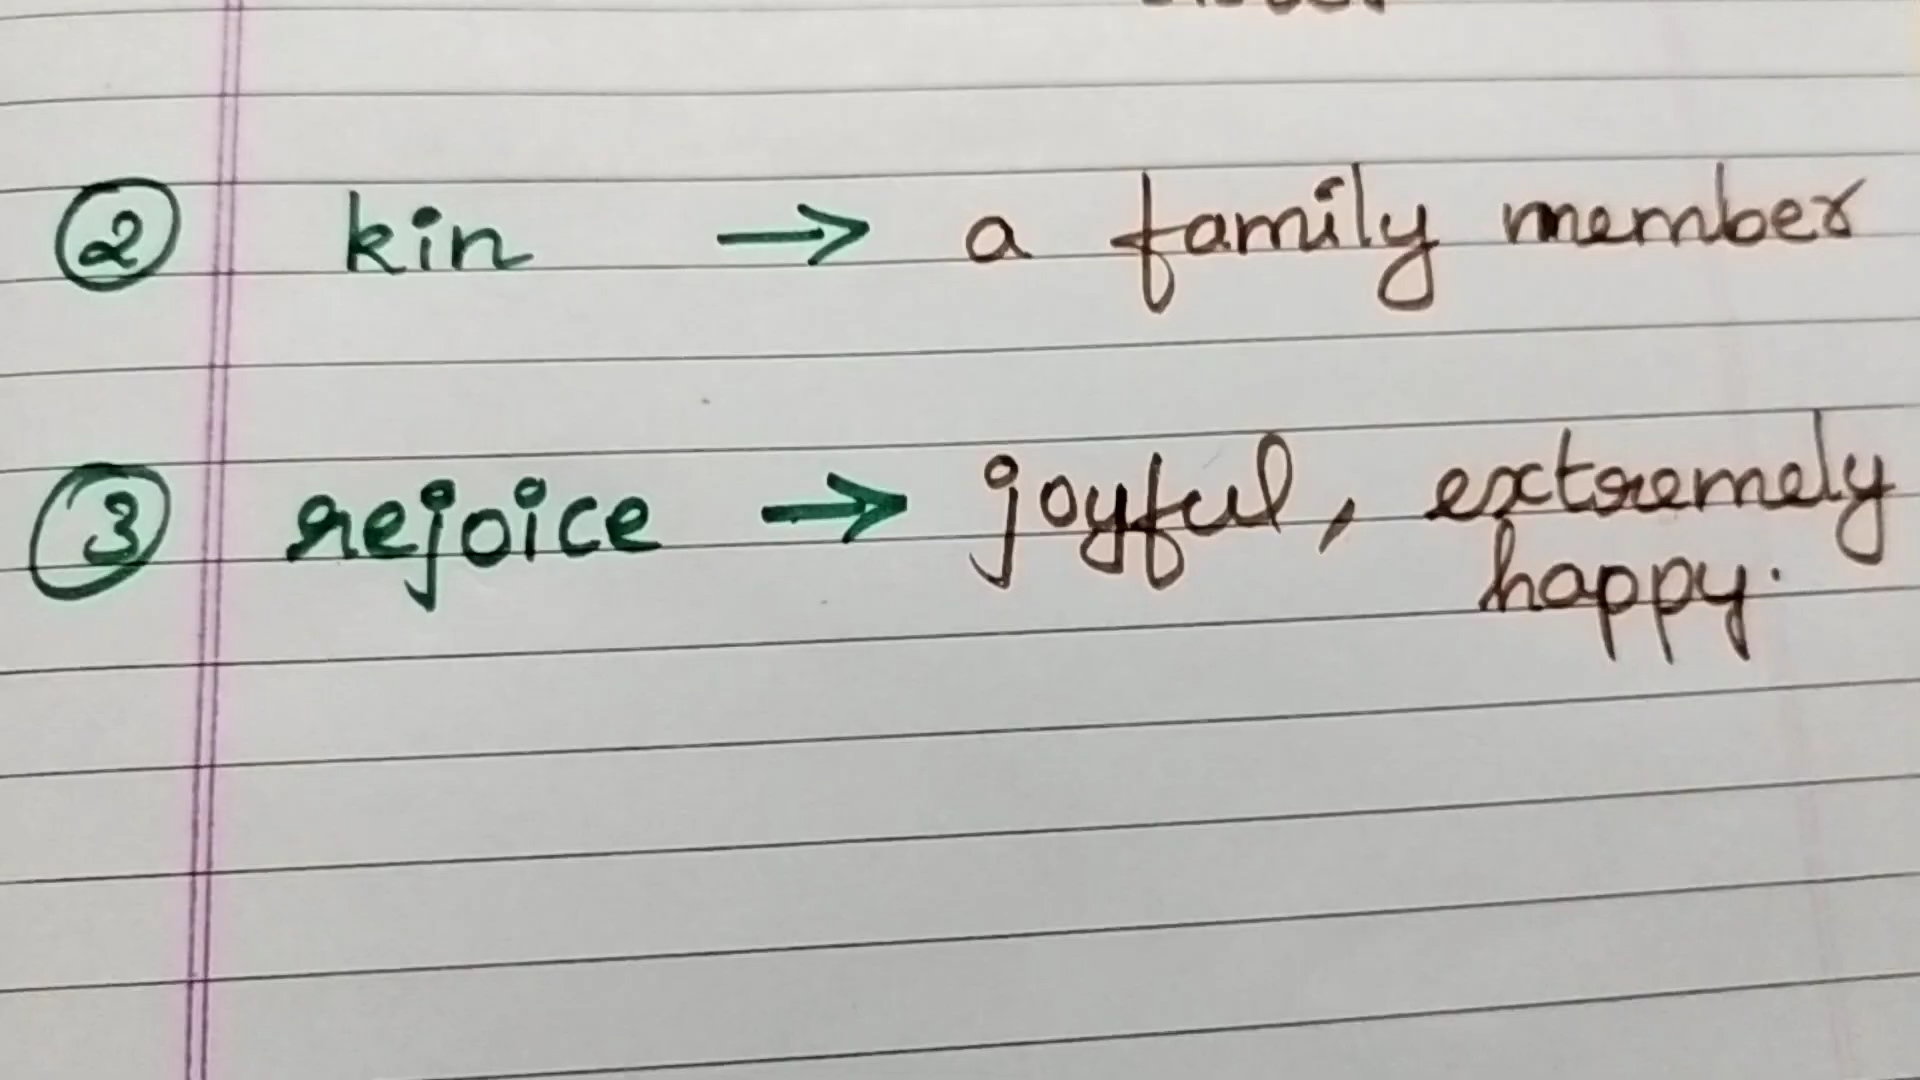 ② kin → a family member
③ rejoice → joyful, extremely
happy.